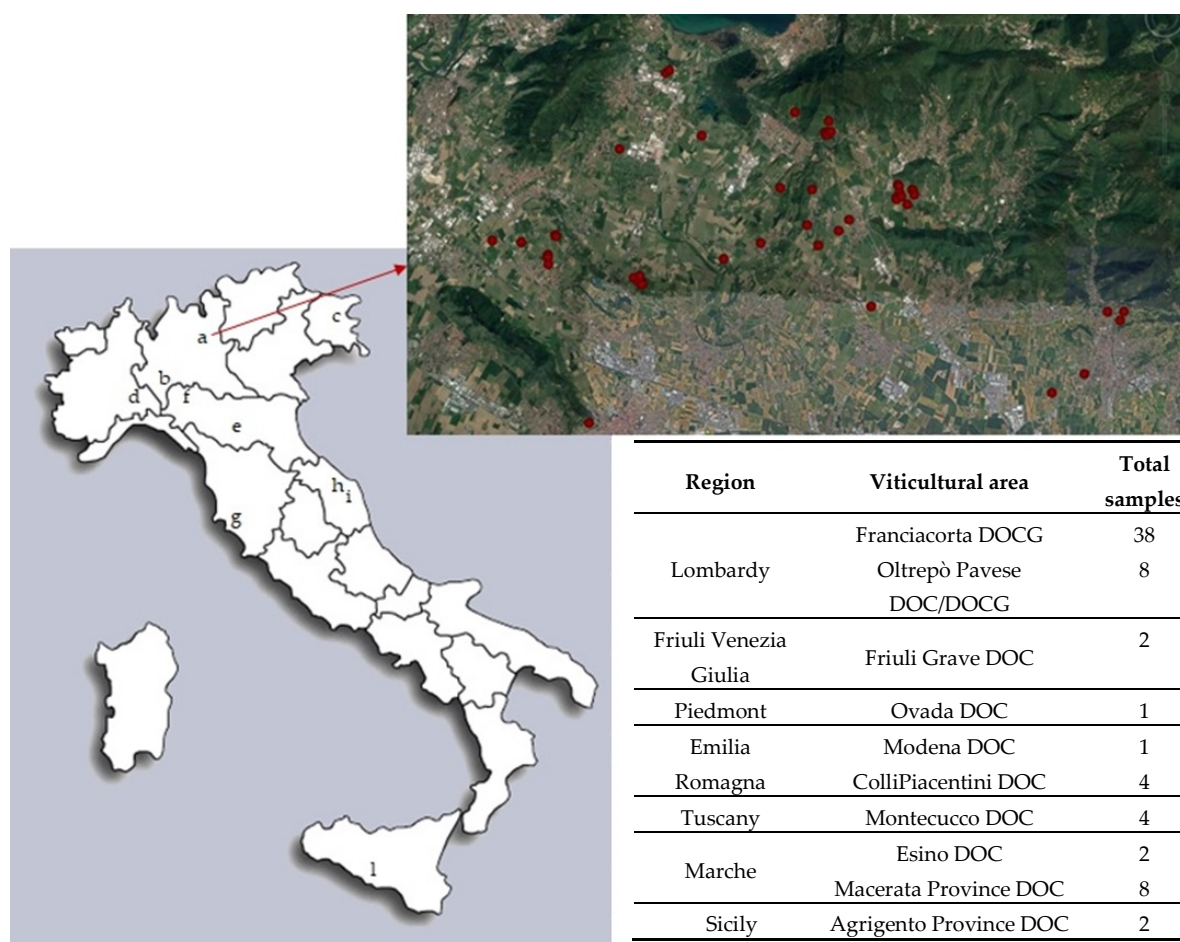 a
c
b
d
f
e
h
i
g
l
Region Viticultural area Total samples
Lombardy Franciacorta DOCG 38
Oltrepò Pavese DOC/DOCG 8
Friuli Venezia Giulia Friuli Grave DOC 2
Piedmont Ovada DOC 1
Emilia Romagna Modena DOC 1
ColliPiacentini DOC 4
Tuscany Montecucco DOC 4
Marche Esino DOC 2
Macerata Province DOC 8
Sicily Agrigento Province DOC 2